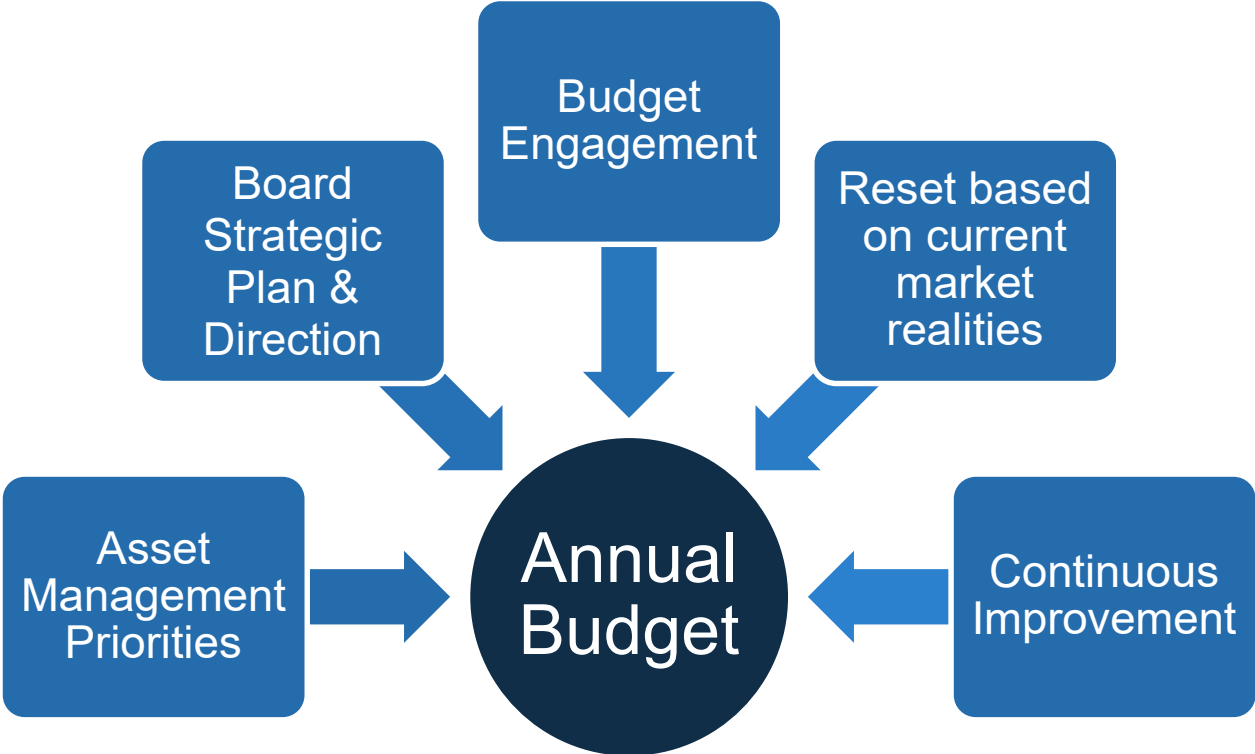 Budget
Engagement
Board
Strategic
Plan &
Direction
Reset based
on current
market
realities
Asset
Management
Priorities
Annual
Budget
Continuous
Improvement